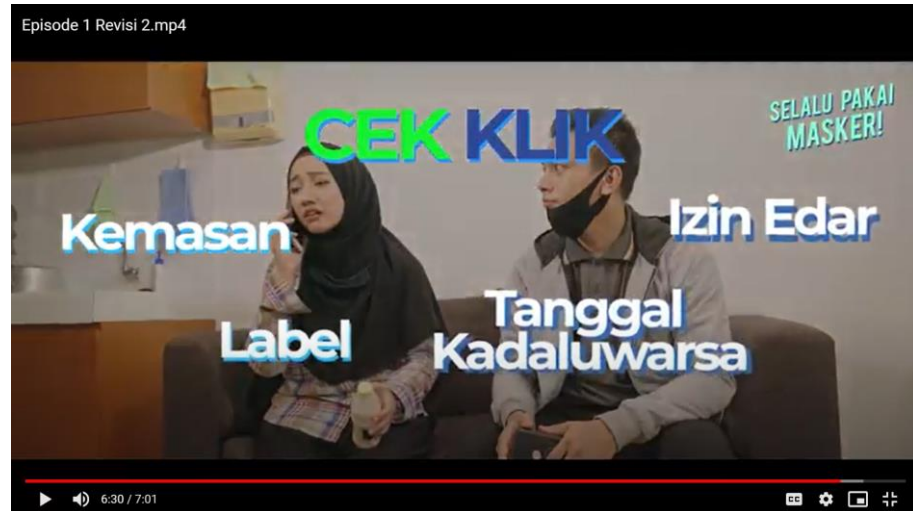 Episode 1 Revisi 2.mp4
CEK KLIK
SELALU PAKAI
MASKER!
Kemasan
Izin Edar
Label
Tanggal
Kadaluwarsa
6:30 / 7:01
CC